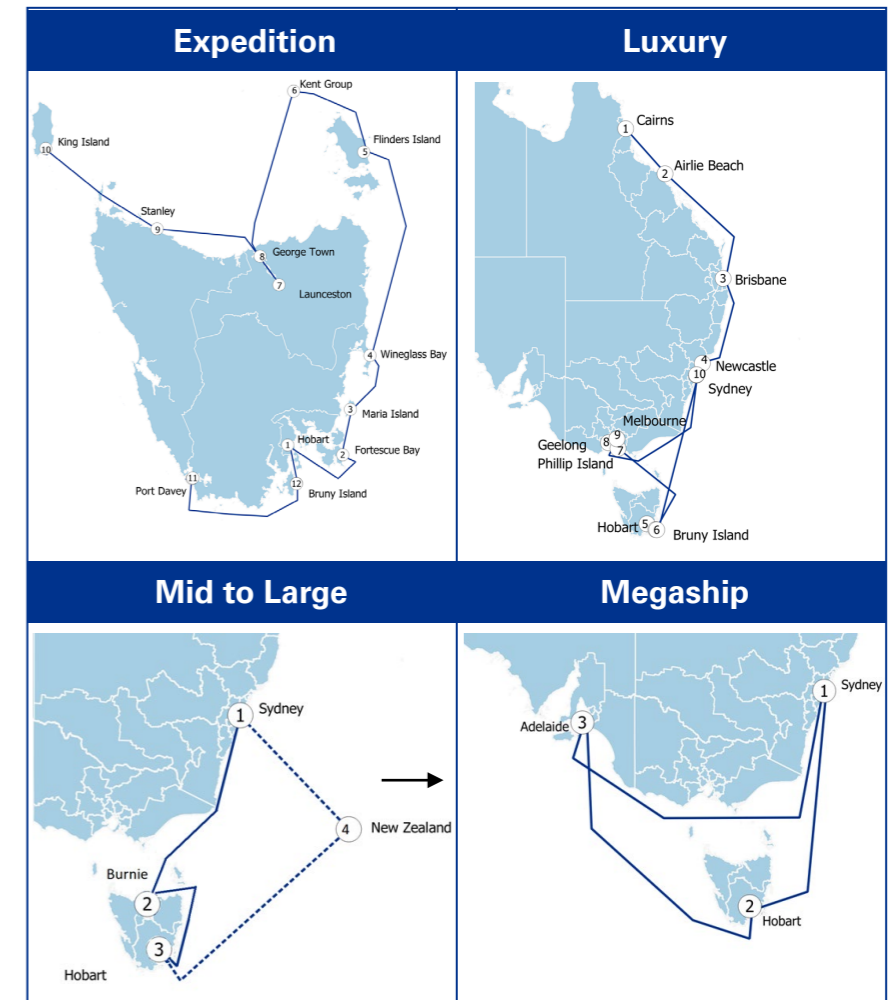 Expedition
6 Kent Group
Flinders Island
5
King Island
10
Stanley
9
8 George Town
7
Launceston
4 Wineglass Bay
3 Maria Island
Hobart
1
2 Fortescue Bay
11
Port Davey
12
Bruny Island
Luxury
1 Cairns
2 Airlie Beach
3 Brisbane
4 Newcastle
10 Sydney
Melbourne
9
Geelong 8
7
Phillip Island
Hobart 5 6 Bruny Island
Mid to Large
1 Sydney
4 New Zealand
Burnie
2
3
Hobart
Megaship
1 Sydney
Adelaide 3
2
Hobart